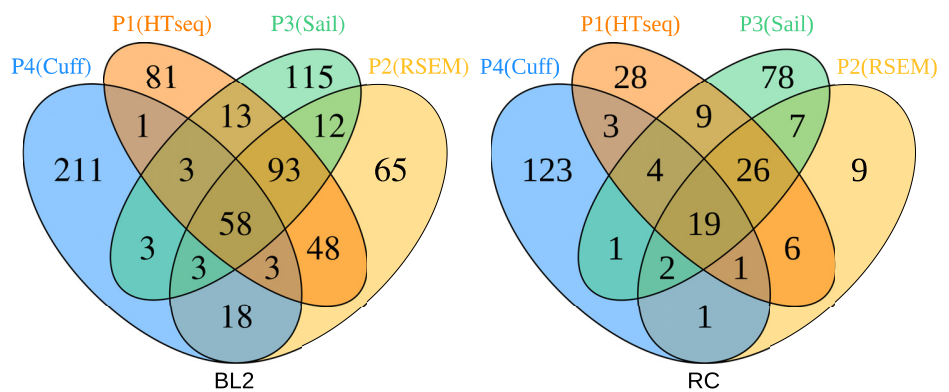 P1(HTseq) P3(Sail)
P4(Cuff) P2(RSEM)
81 115
1 13 12
211 3 93 65
58
3 48
3 3
18
BL2
P1(HTseq) P3(Sail)
P4(Cuff) P2(RSEM)
28 78
3 9 7
123 4 26 9
19
1 6
2 1
1
RC